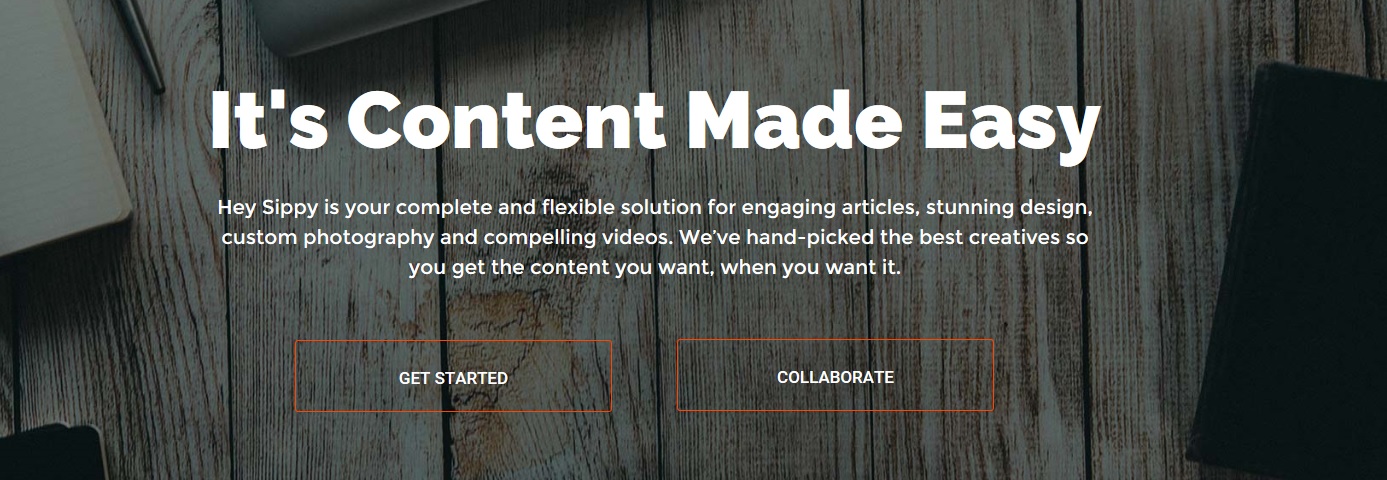 It's Content Made Easy
Hey Sippy is your complete and flexible solution for engaging articles, stunning design,
custom photography and compelling videos. We've hand-picked the best creatives so
you get the content you want, when you want it.
GET STARTED
COLLABORATE